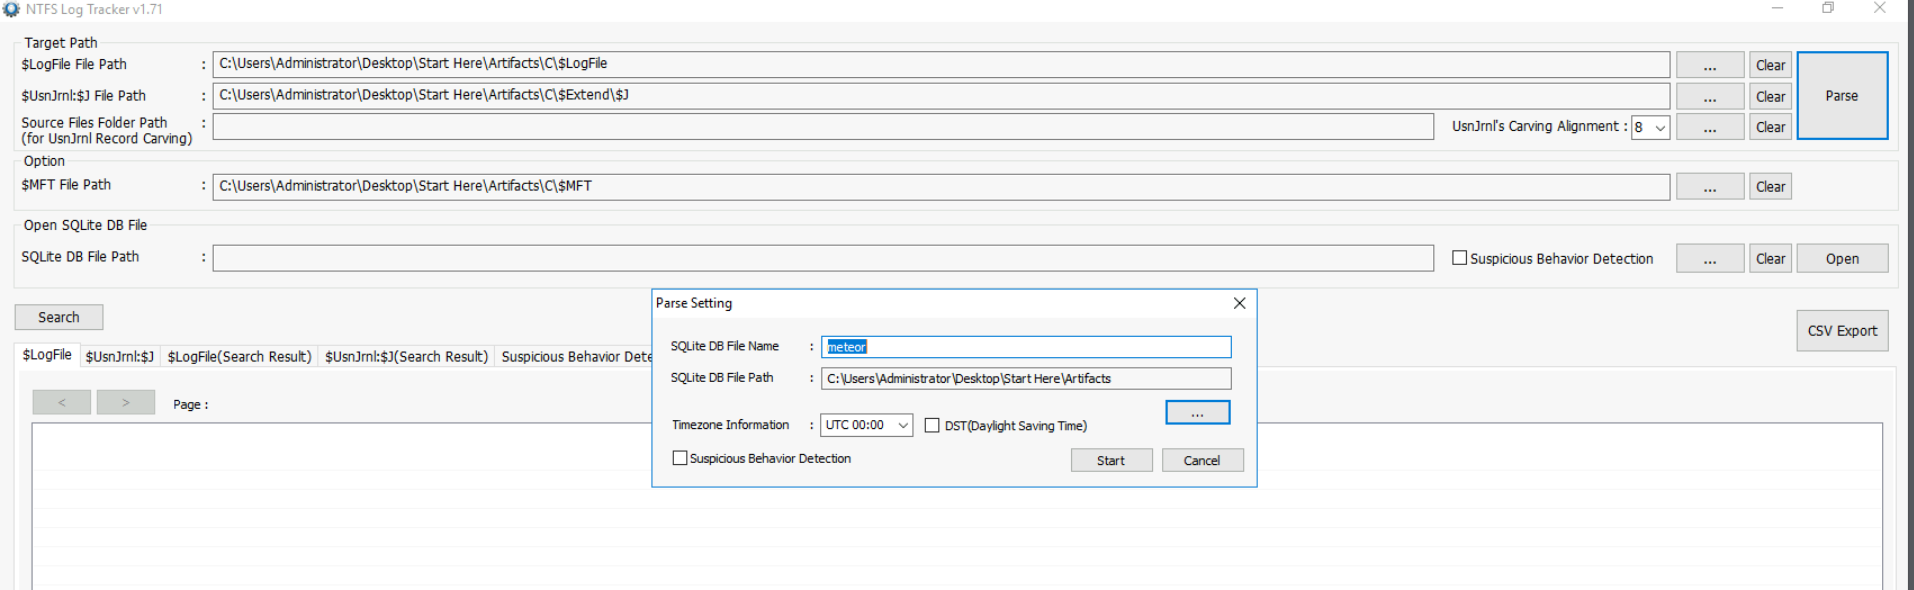 NTFS Log Tracker v1.71
Target Path
$LogFile File Path : C:\Users\Administrator\Desktop\Start Here\Artifacts\C\$LogFile ... Clear Parse
$UsnJrnl:$J File Path : C:\Users\Administrator\Desktop\Start Here\Artifacts\C\$Extend\$J ... Clear
Source Files Folder Path : UsnJrnl's Carving Alignment : 8 ... Clear
(for UsnJrnl Record Carving)
Option
$MFT File Path : C:\Users\Administrator\Desktop\Start Here\Artifacts\C\$MFT ... Clear
Open SQLite DB File
SQLite DB File Path : Suspicious Behavior Detection ... Clear Open
Search
CSV Export
$LogFile $UsnJrnl:$J $LogFile(Search Result) $UsnJrnl:$J(Search Result) Suspicious Behavior Dete
< > Page :
Parse Setting
SQLite DB File Name : meteor
SQLite DB File Path : C:\Users\Administrator\Desktop\Start Here\Artifacts
...
Timezone Information : UTC 00:00 DST(Daylight Saving Time)
Suspicious Behavior Detection Start Cancel